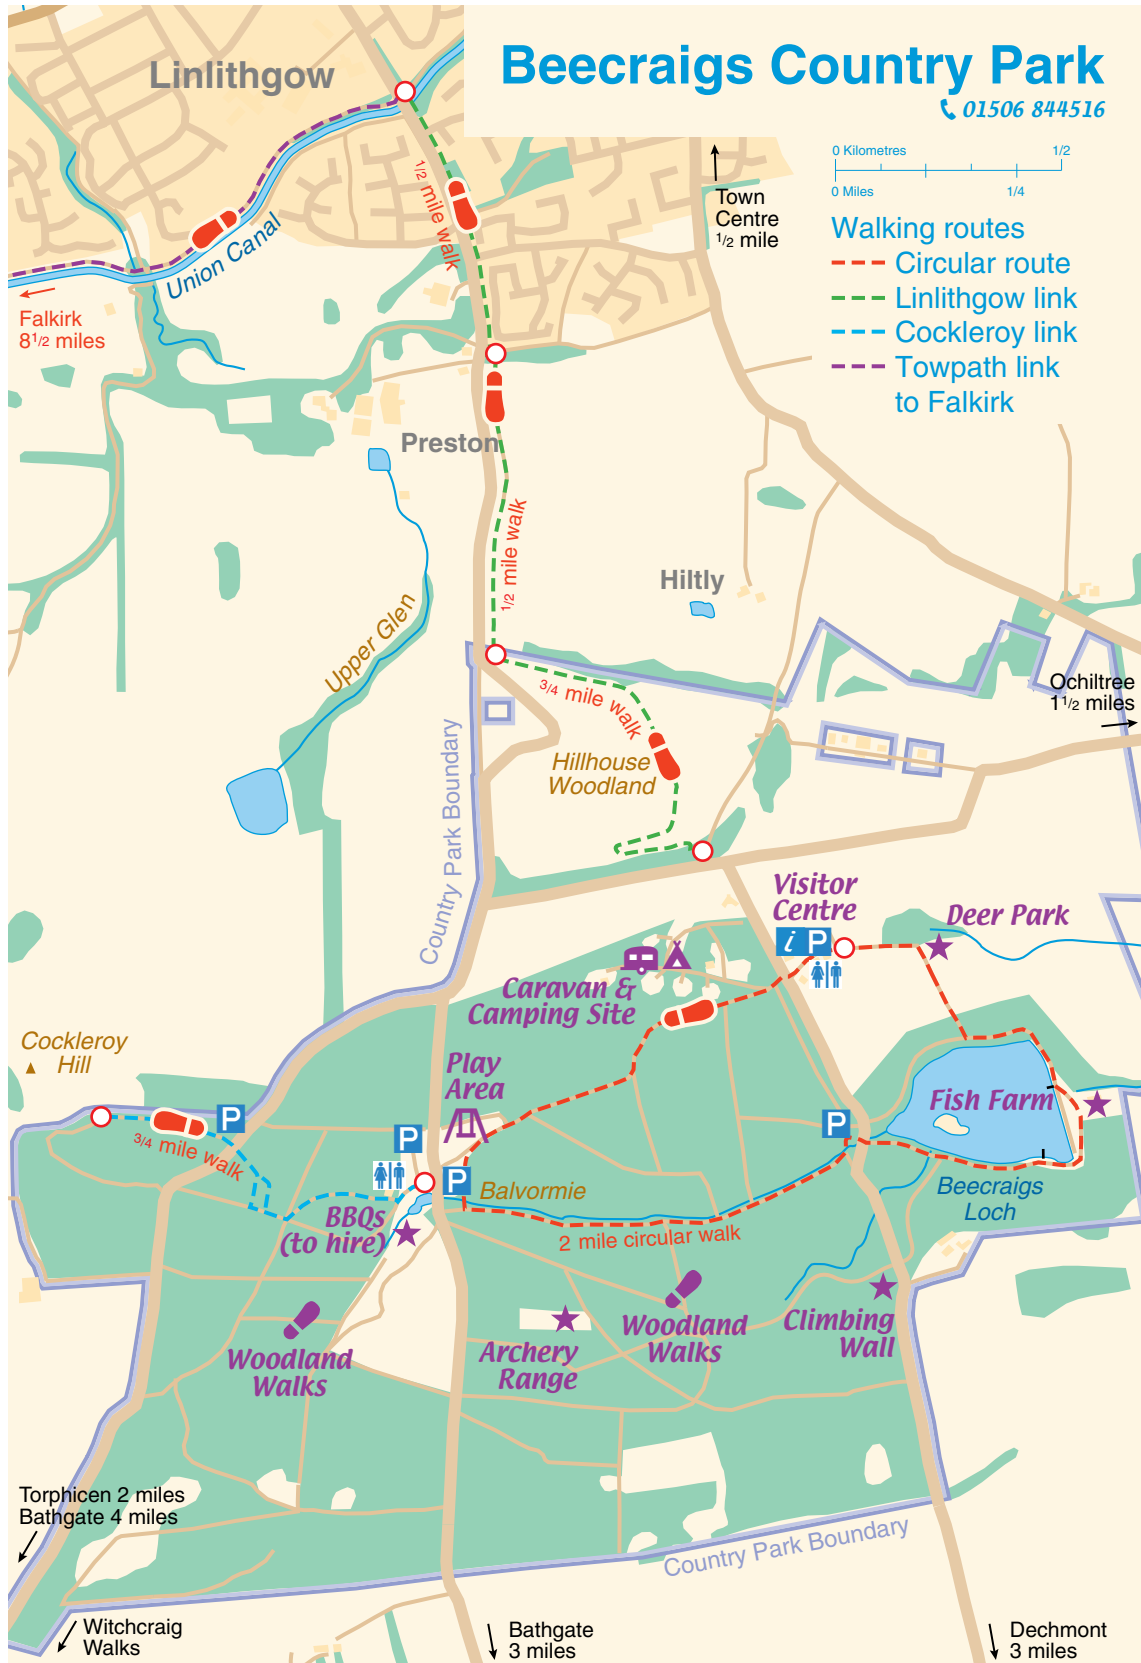 Beecraigs Country Park
01506 844516
Linlithgow
0 Kilometres 1/2
0 Miles 1/4
Town
Centre
1/2 mile
Walking routes
Circular route
Linlithgow link
Cockleroy link
Towpath link
to Falkirk
1/2 mile walk
Union Canal
Falkirk
8 1/2 miles
Preston
1/2 mile walk
Hiltly
Upper Glen
Ochiltree
1 1/2 miles
3/4 mile walk
Hillhouse
Woodland
Country Park Boundary
Visitor
Centre
i P
Deer Park
Caravan &
Camping Site
Cockleroy
Hill
Play
Area
Fish Farm
P
P
P
3/4 mile walk
P
Balvormie
Beecraigs
Loch
BBQs
(to hire)
2 mile circular walk
Woodland
Walks
Archery
Range
Woodland
Walks
Climbing
Wall
Torphicen 2 miles
Bathgate 4 miles
Country Park Boundary
Witchcraig
Walks
Bathgate
3 miles
Dechmont
3 miles